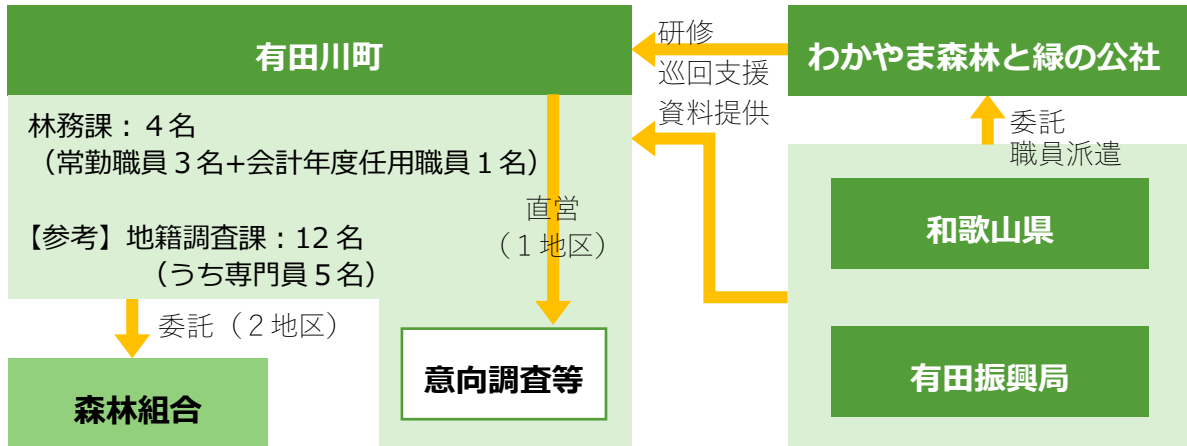 有田川町
林務課：４名
（常勤職員３名+会計年度任用職員１名）
【参考】地籍調査課：12名
（うち専門員５名）
直営
（１地区）
委託（２地区）
森林組合
意向調査等
研修
巡回支援
資料提供
わかやま森林と緑の公社
委託
職員派遣
和歌山県
有田振興局